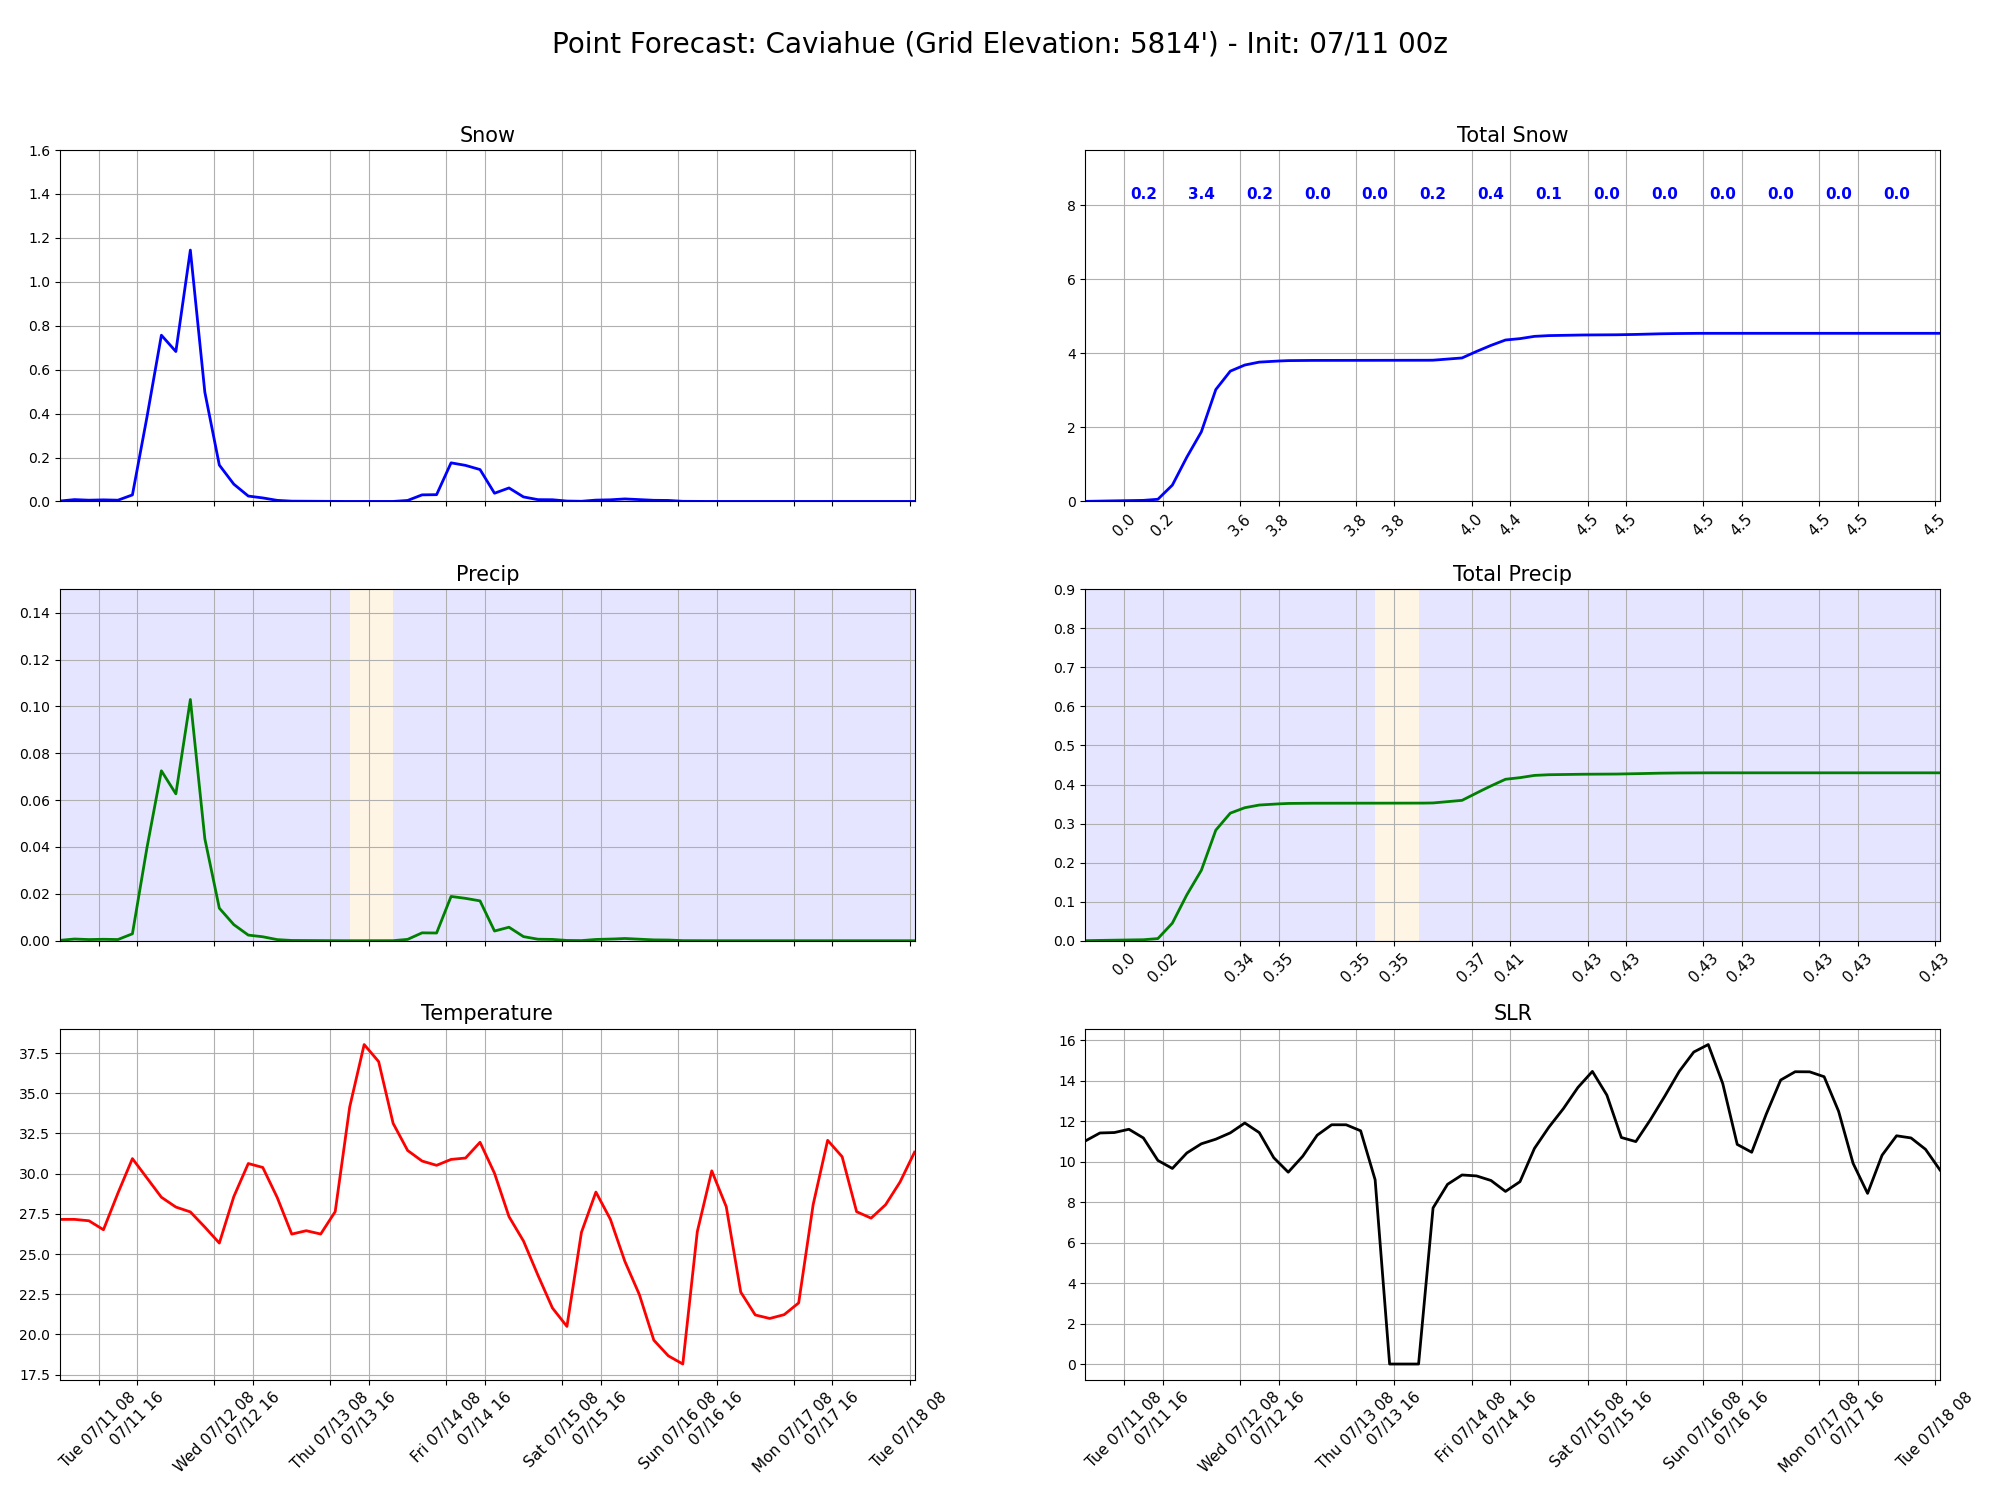 Point Forecast: Caviahue (Grid Elevation: 5814') - Init: 07/11 00z
Snow
1.6
1.4
1.2
1.0
0.8
0.6
0.4
0.2
0.0
Total Snow
0.2 3.4 0.2 0.0 0.0 0.2 0.4 0.1 0.0 0.0 0.0 0.0 0.0 0.0
8
6
4
2
0
0.0 0.2 3.6 3.8 3.8 3.8 4.0 4.4 4.5 4.5 4.5 4.5 4.5 4.5 4.5
Precip
0.14
0.12
0.10
0.08
0.06
0.04
0.02
0.00
Total Precip
0.9
0.8
0.7
0.6
0.5
0.4
0.3
0.2
0.1
0.0
0.0 0.02 0.34 0.35 0.35 0.35 0.37 0.41 0.43 0.43 0.43 0.43 0.43 0.43 0.43
Temperature
37.5
35.0
32.5
30.0
27.5
25.0
22.5
20.0
17.5
Tue 07/11 08
07/11 16
Wed 07/12 08
07/12 16
Thu 07/13 08
07/13 16
Fri 07/14 08
07/14 16
Sat 07/15 08
07/15 16
Sun 07/16 08
07/16 16
Mon 07/17 08
07/17 16
Tue 07/18 08
SLR
16
14
12
10
8
6
4
2
0
Tue 07/11 08
07/11 16
Wed 07/12 08
07/12 16
Thu 07/13 08
07/13 16
Fri 07/14 08
07/14 16
Sat 07/15 08
07/15 16
Sun 07/16 08
07/16 16
Mon 07/17 08
07/17 16
Tue 07/18 08